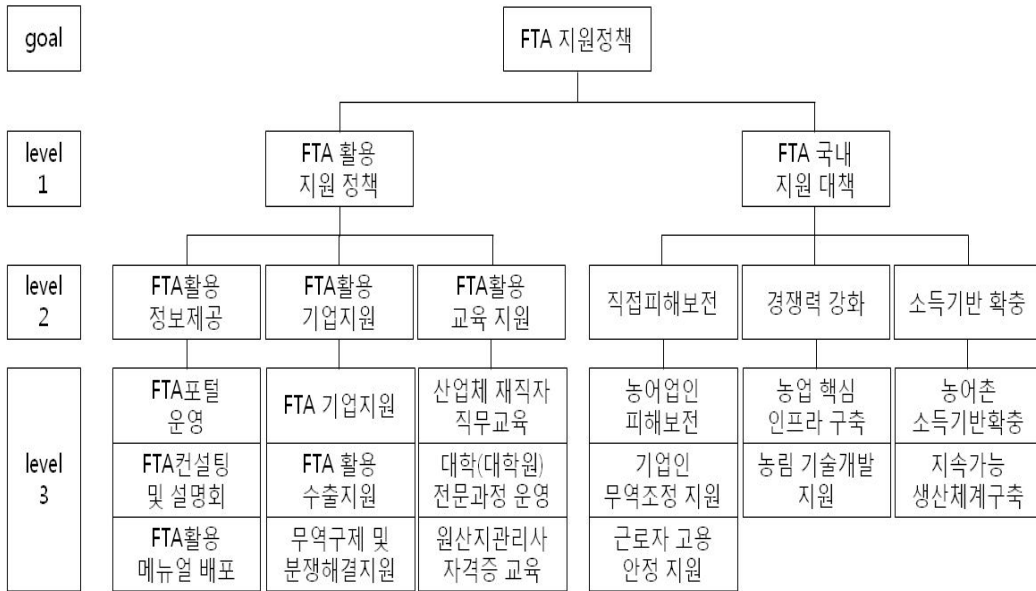 goal
FTA 지원정책
level
1
FTA 활용
지원 정책
FTA 국내
지원 대책
level
2
FTA활용
정보제공
FTA활용
기업지원
FTA활용
교육 지원
직접피해보전
경쟁력 강화
소득기반 확충
level
3
FTA포털
운영
FTA컨설팅
및 설명회
FTA활용
메뉴얼 배포
FTA 기업지원
FTA 활용
수출지원
무역구제 및
분쟁해결지원
산업체 재직자
직무교육
대학(대학원)
전문과정 운영
원산지관리사
자격증 교육
농어업인
피해보전
기업인
무역조정 지원
근로자 고용
안정 지원
농업 핵심
인프라 구축
농림 기술개발
지원
농어촌
소득기반확충
지속가능
생산체계구축